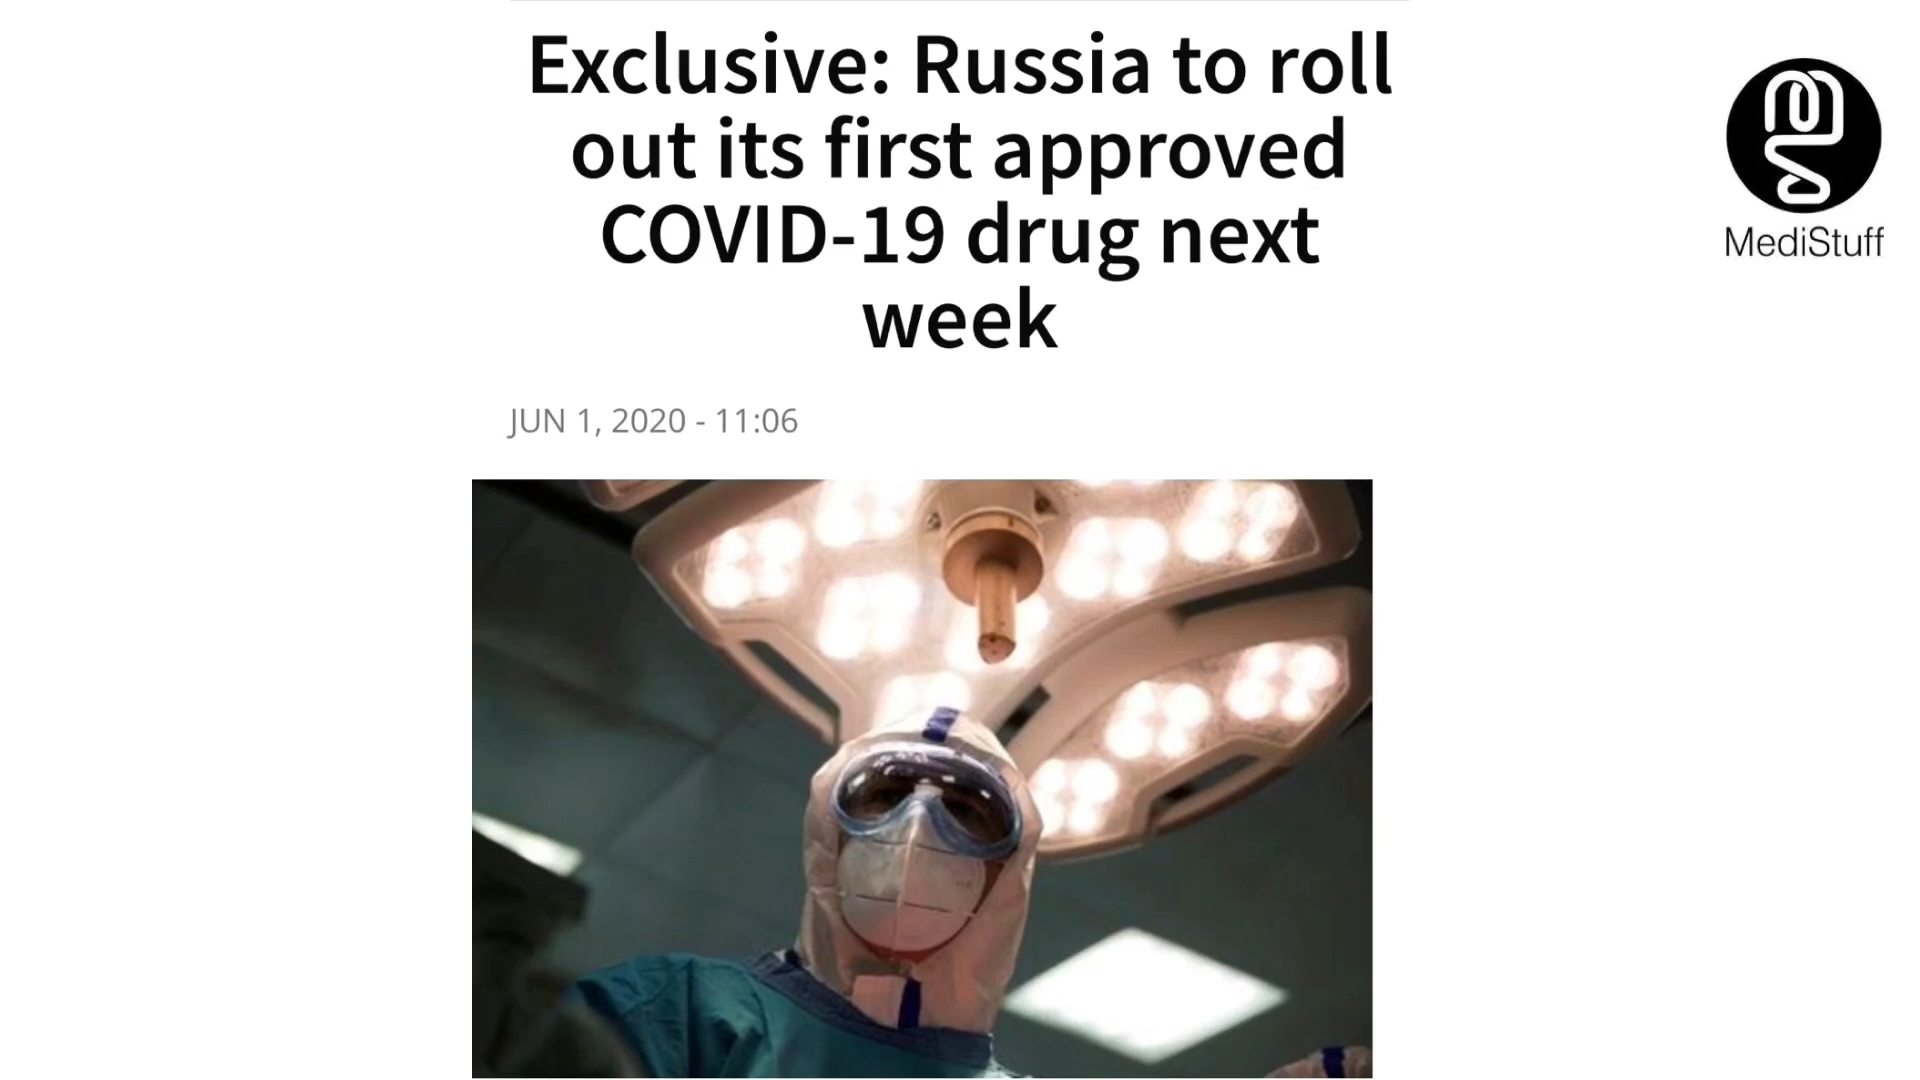 Exclusive: Russia to roll
out its first approved
COVID-19 drug next
week
MediStuff
JUN 1, 2020 - 11:06